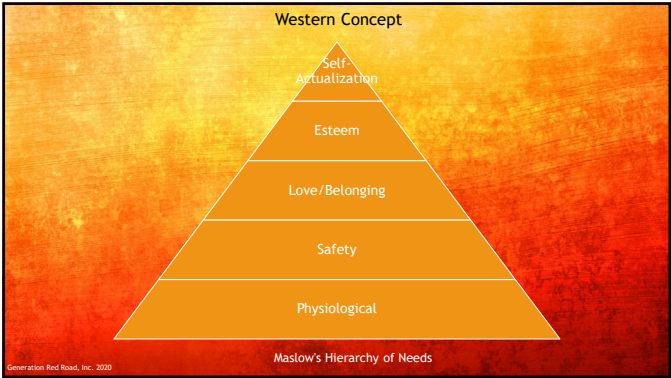 Western Concept
Self-
Actualization
Esteem
Love/Belonging
Safety
Physiological
Maslow's Hierarchy of Needs
Generation Red Road, Inc. 2020